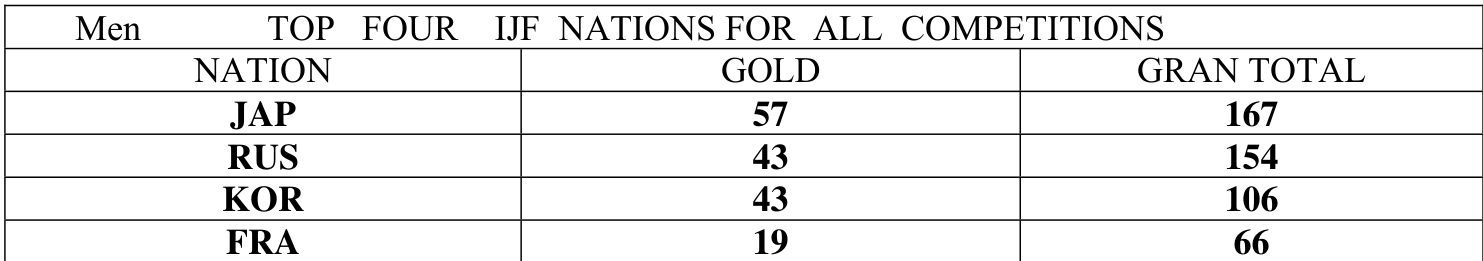 Men TOP FOUR IJF NATIONS FOR ALL COMPETITIONS
NATION GOLD GRAN TOTAL
JAP 57 167
RUS 43 154
KOR 43 106
FRA 19 66